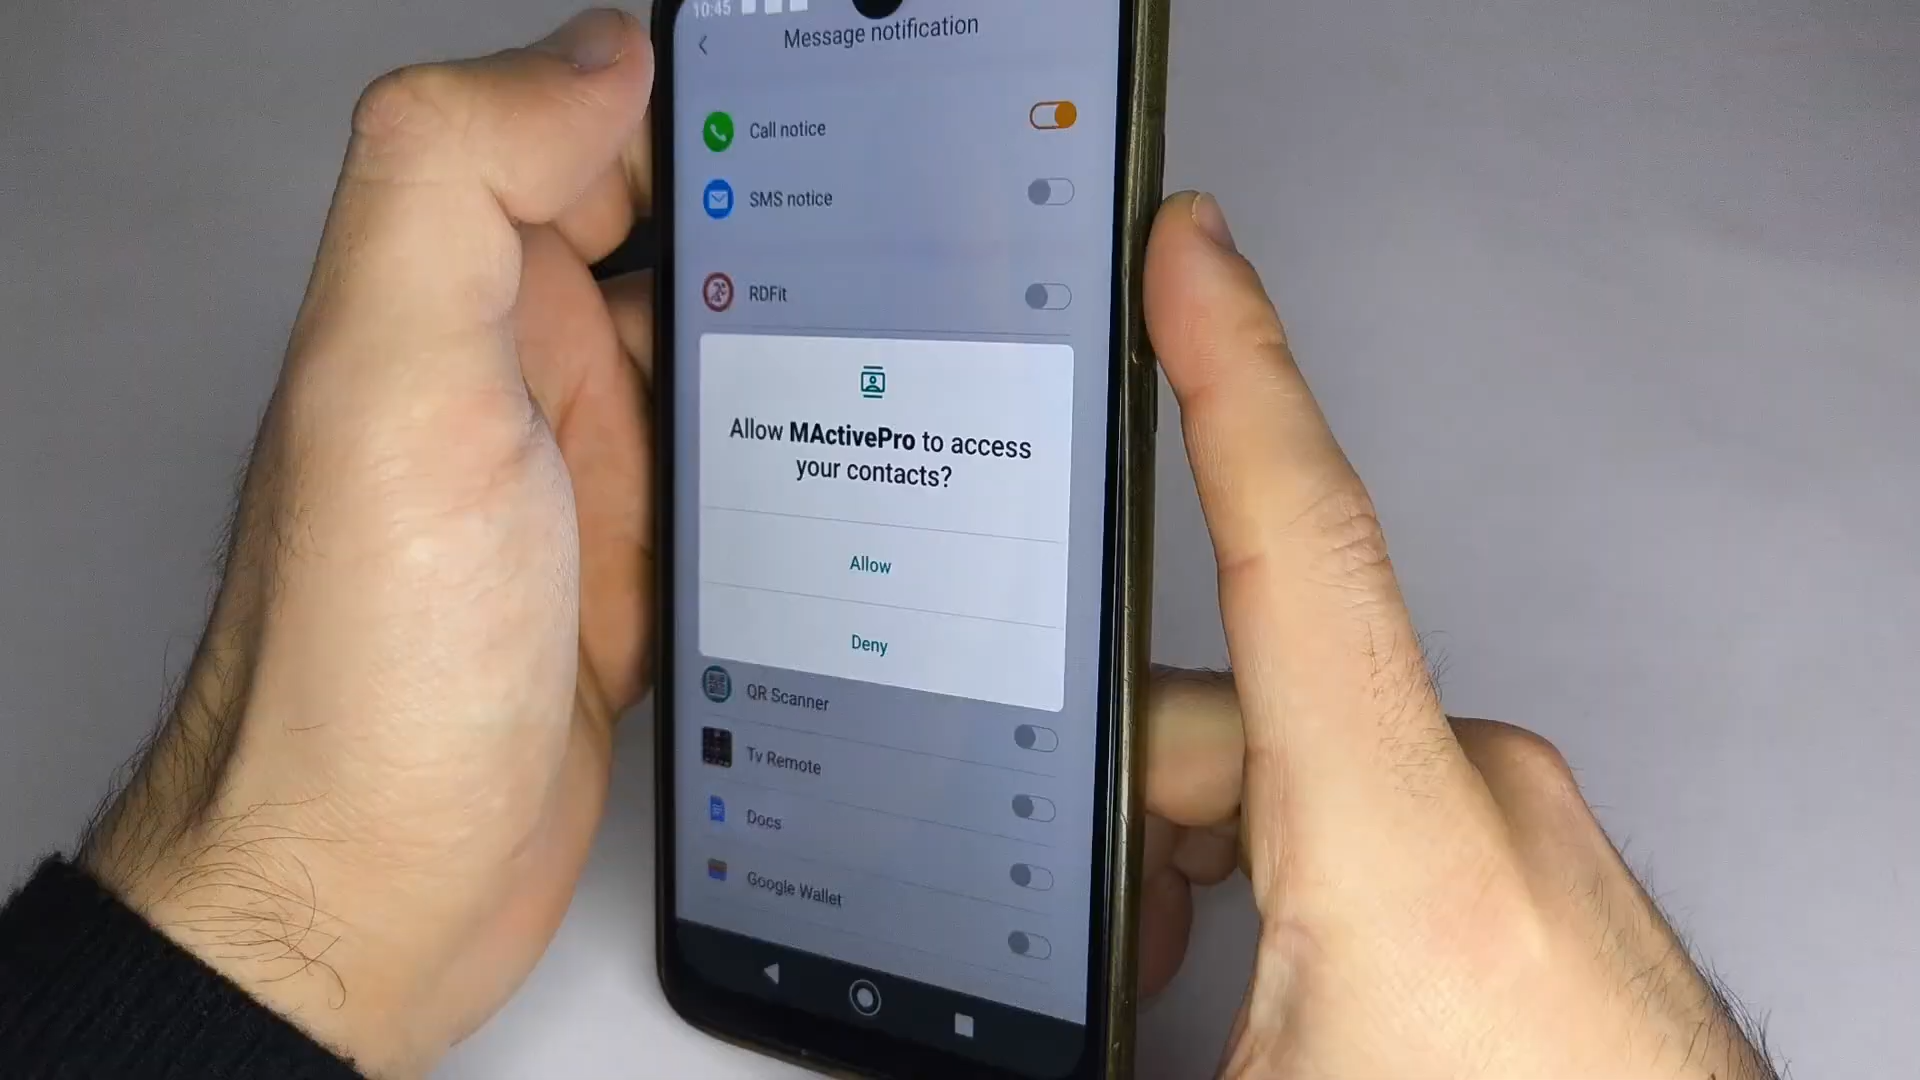 10:45
Message notification
Call notice
SMS notice
RDFit
Allow MActivePro to access
your contacts?
Allow
Deny
QR Scanner
Tv Remote
Docs
Google Wallet